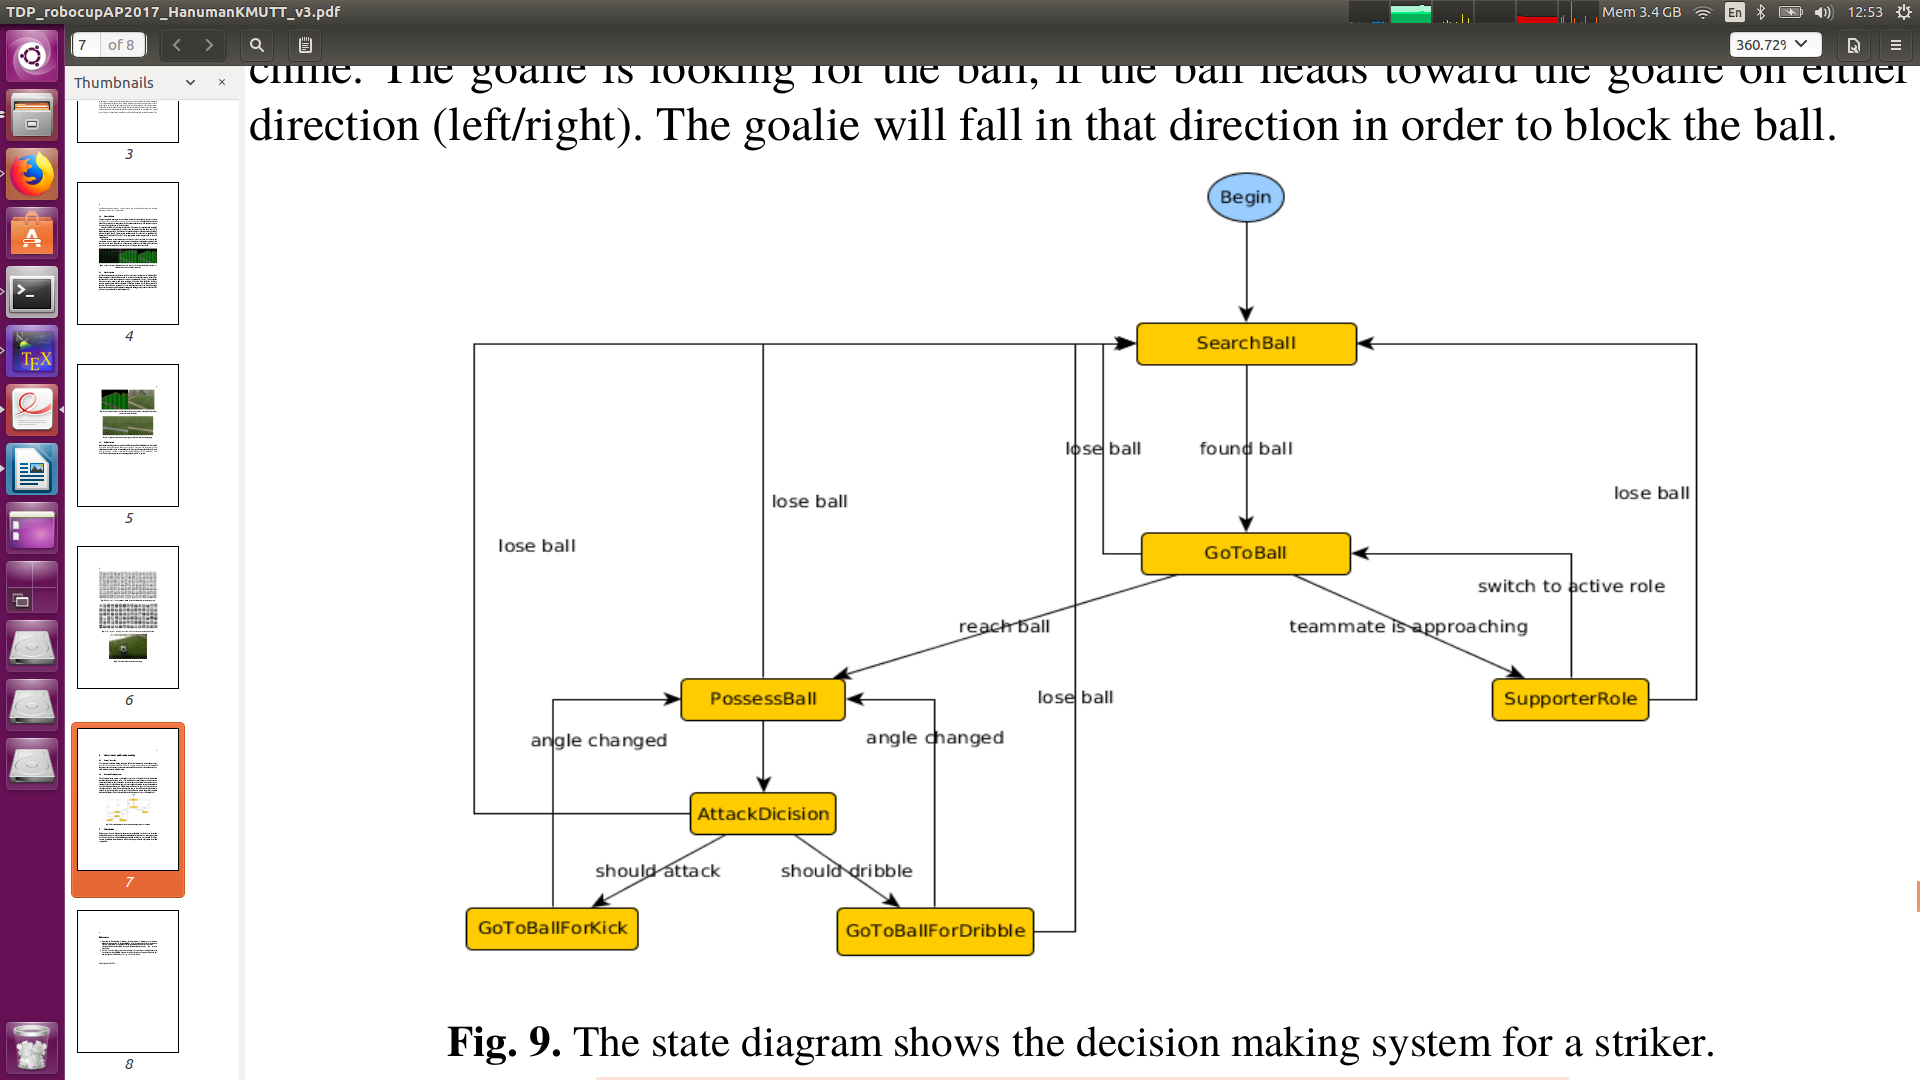 TDP_robocupAP2017_HanumanKMUTT_v3.pdf
Mem 3.4 GB
En
12:53
7
of 8
360.72%
Thumbnails
3
4
5
6
7
8
chine. The goalie is looking for the ball, if the ball heads toward the goalie on either
direction (left/right). The goalie will fall in that direction in order to block the ball.
Begin
SearchBall
lose ball
found ball
lose ball
lose ball
lose ball
GoToBall
switch to active role
reach ball
teammate is approaching
PossessBall
lose ball
SupporterRole
angle changed
angle changed
AttackDicision
should attack
should dribble
GoToBallForKick
GoToBallForDribble
Fig. 9. The state diagram shows the decision making system for a striker.